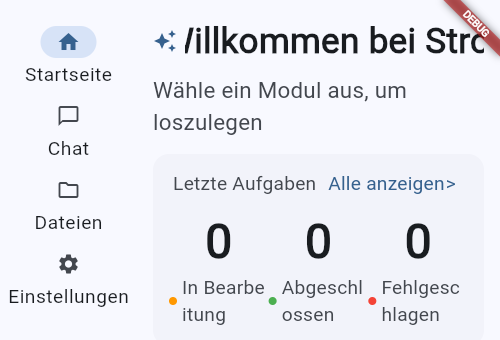 Startseite
Chat
Dateien
Einstellungen
Willkommen bei Stro
DEBUG
Wähle ein Modul aus, um
loszulegen
Letzte Aufgaben Alle anzeigen>
0 0 0
In Bearbe Abgeschl Fehlgesc
itung ossen hlagen